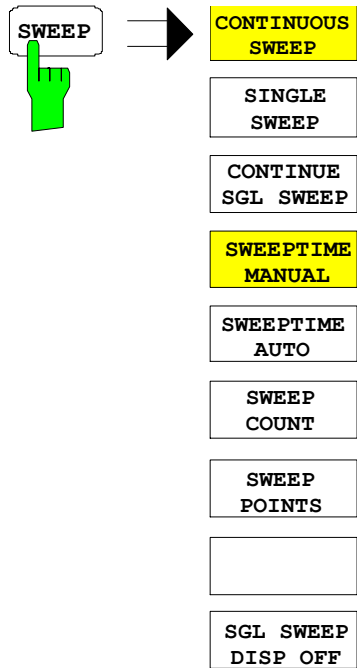 SWEEP
CONTINUOUS
SWEEP
SINGLE
SWEEP
CONTINUE
SGL SWEEP
SWEEPTIME
MANUAL
SWEEPTIME
AUTO
SWEEP
COUNT
SWEEP
POINTS
SGL SWEEP
DISP OFF